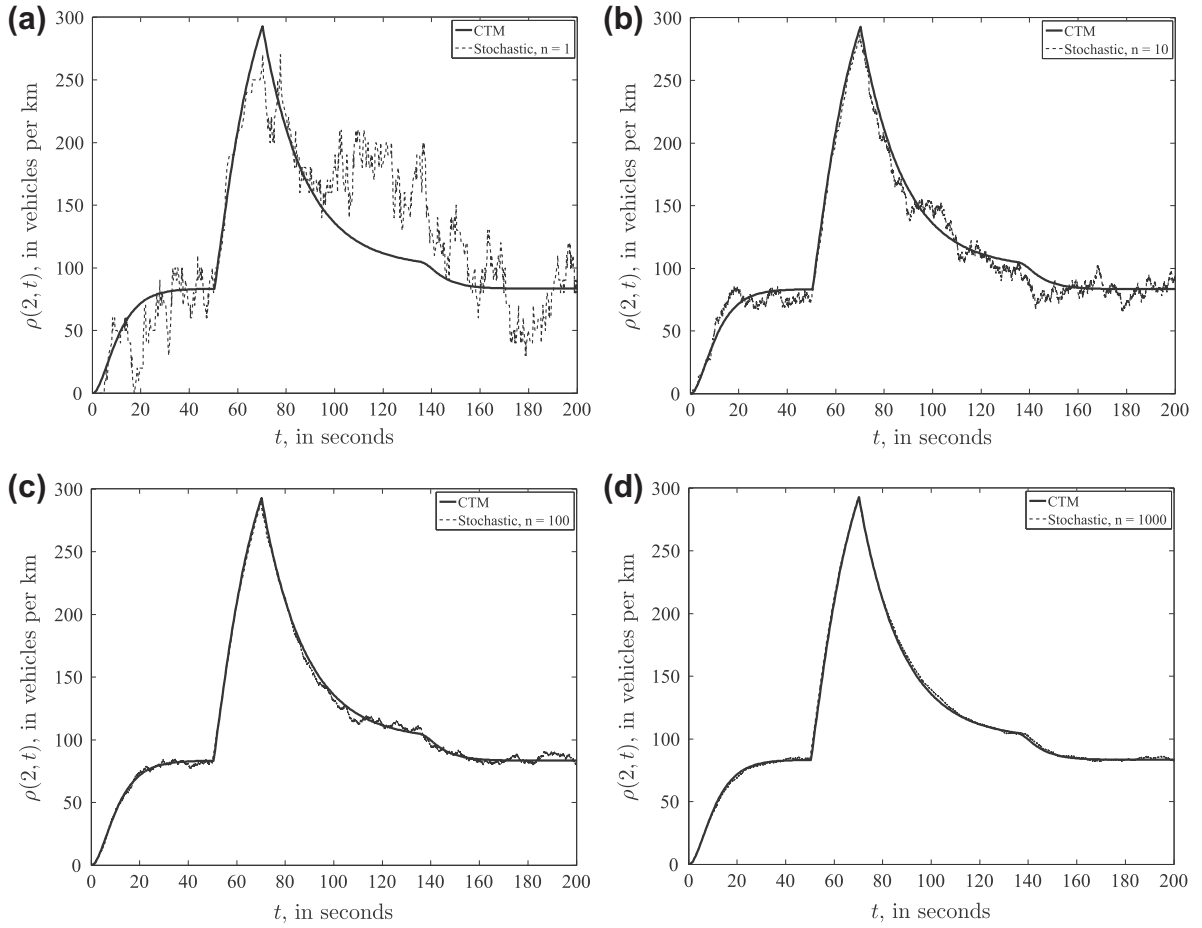 (a)
300
250
200
150
100
50
0
ρ(2, t), in vehicles per km
CTM
Stochastic, n = 1
0 20 40 60 80 100 120 140 160 180 200
t, in seconds
(b)
300
250
200
150
100
50
0
ρ(2, t), in vehicles per km
CTM
Stochastic, n = 10
0 20 40 60 80 100 120 140 160 180 200
t, in seconds
(c)
300
250
200
150
100
50
0
ρ(2, t), in vehicles per km
CTM
Stochastic, n = 100
0 20 40 60 80 100 120 140 160 180 200
t, in seconds
(d)
300
250
200
150
100
50
0
ρ(2, t), in vehicles per km
CTM
Stochastic, n = 1000
0 20 40 60 80 100 120 140 160 180 200
t, in seconds